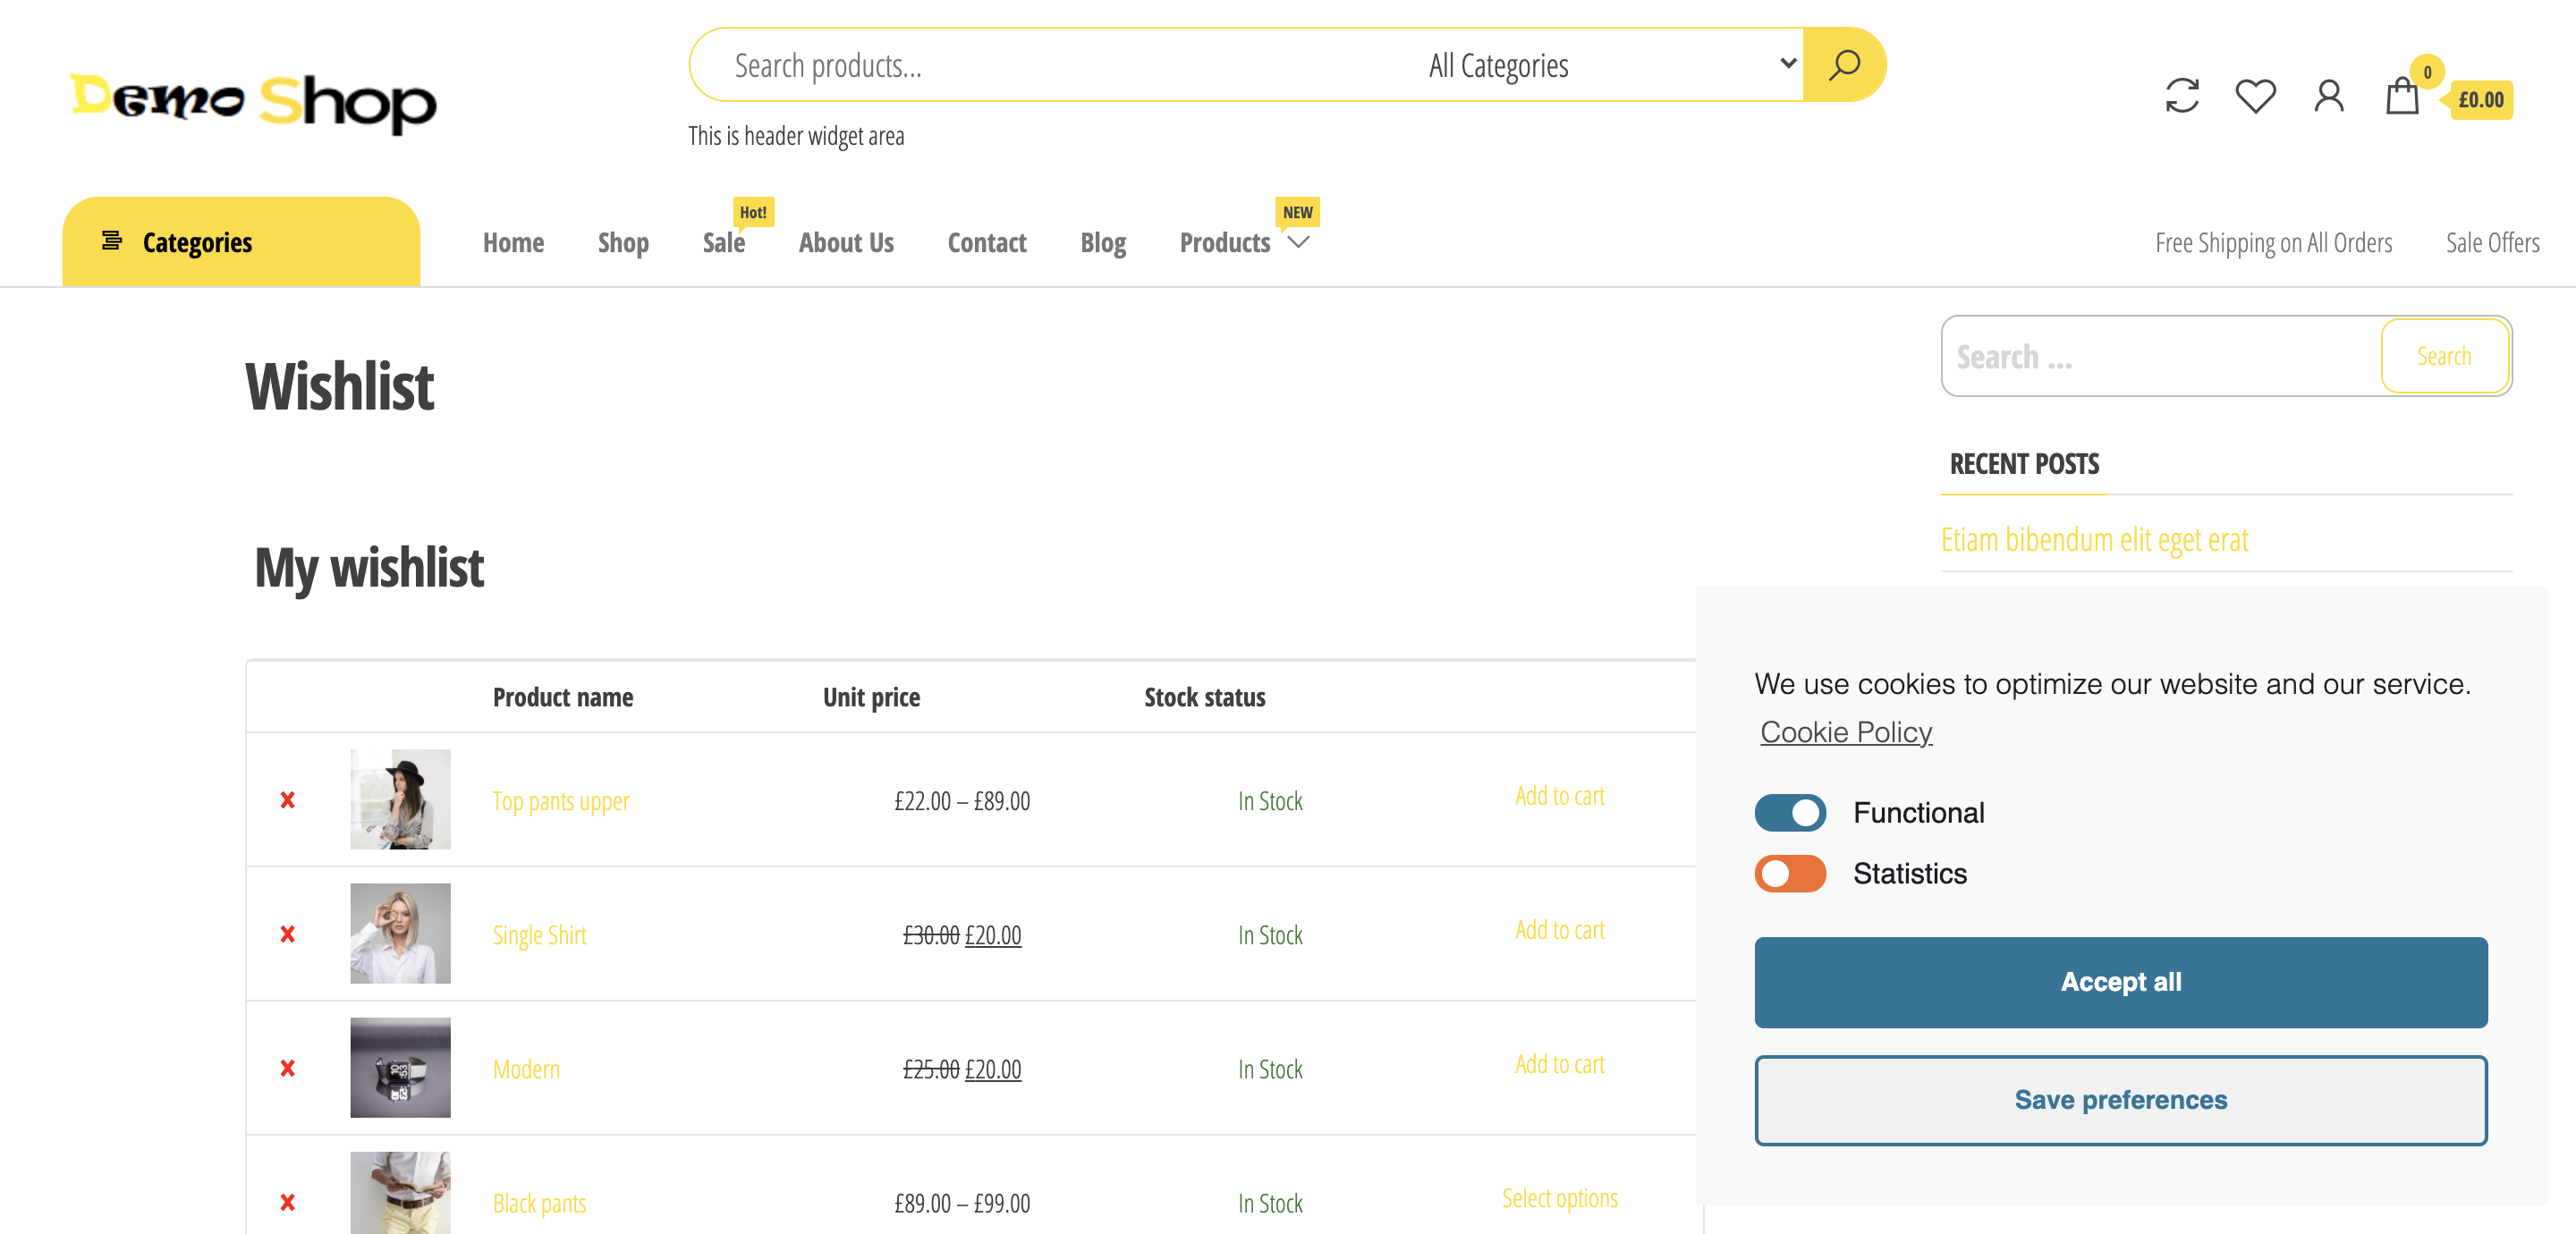 Demo Shop
Search products...
All Categories
This is header widget area
0
£0.00
Categories
Home
Shop
Sale
Hot!
About Us
Contact
Blog
Products
NEW
Free Shipping on All Orders
Sale Offers
Wishlist
Search ...
Search
RECENT POSTS
Etiam bibendum elit eget erat
My wishlist
Product name Unit price Stock status
Top pants upper £22.00 – £89.00 In Stock Add to cart
Single Shirt £30.00 £20.00 In Stock Add to cart
Modern £25.00 £20.00 In Stock Add to cart
Black pants £89.00 – £99.00 In Stock Select options
We use cookies to optimize our website and our service.
Cookie Policy
Functional
Statistics
Accept all
Save preferences